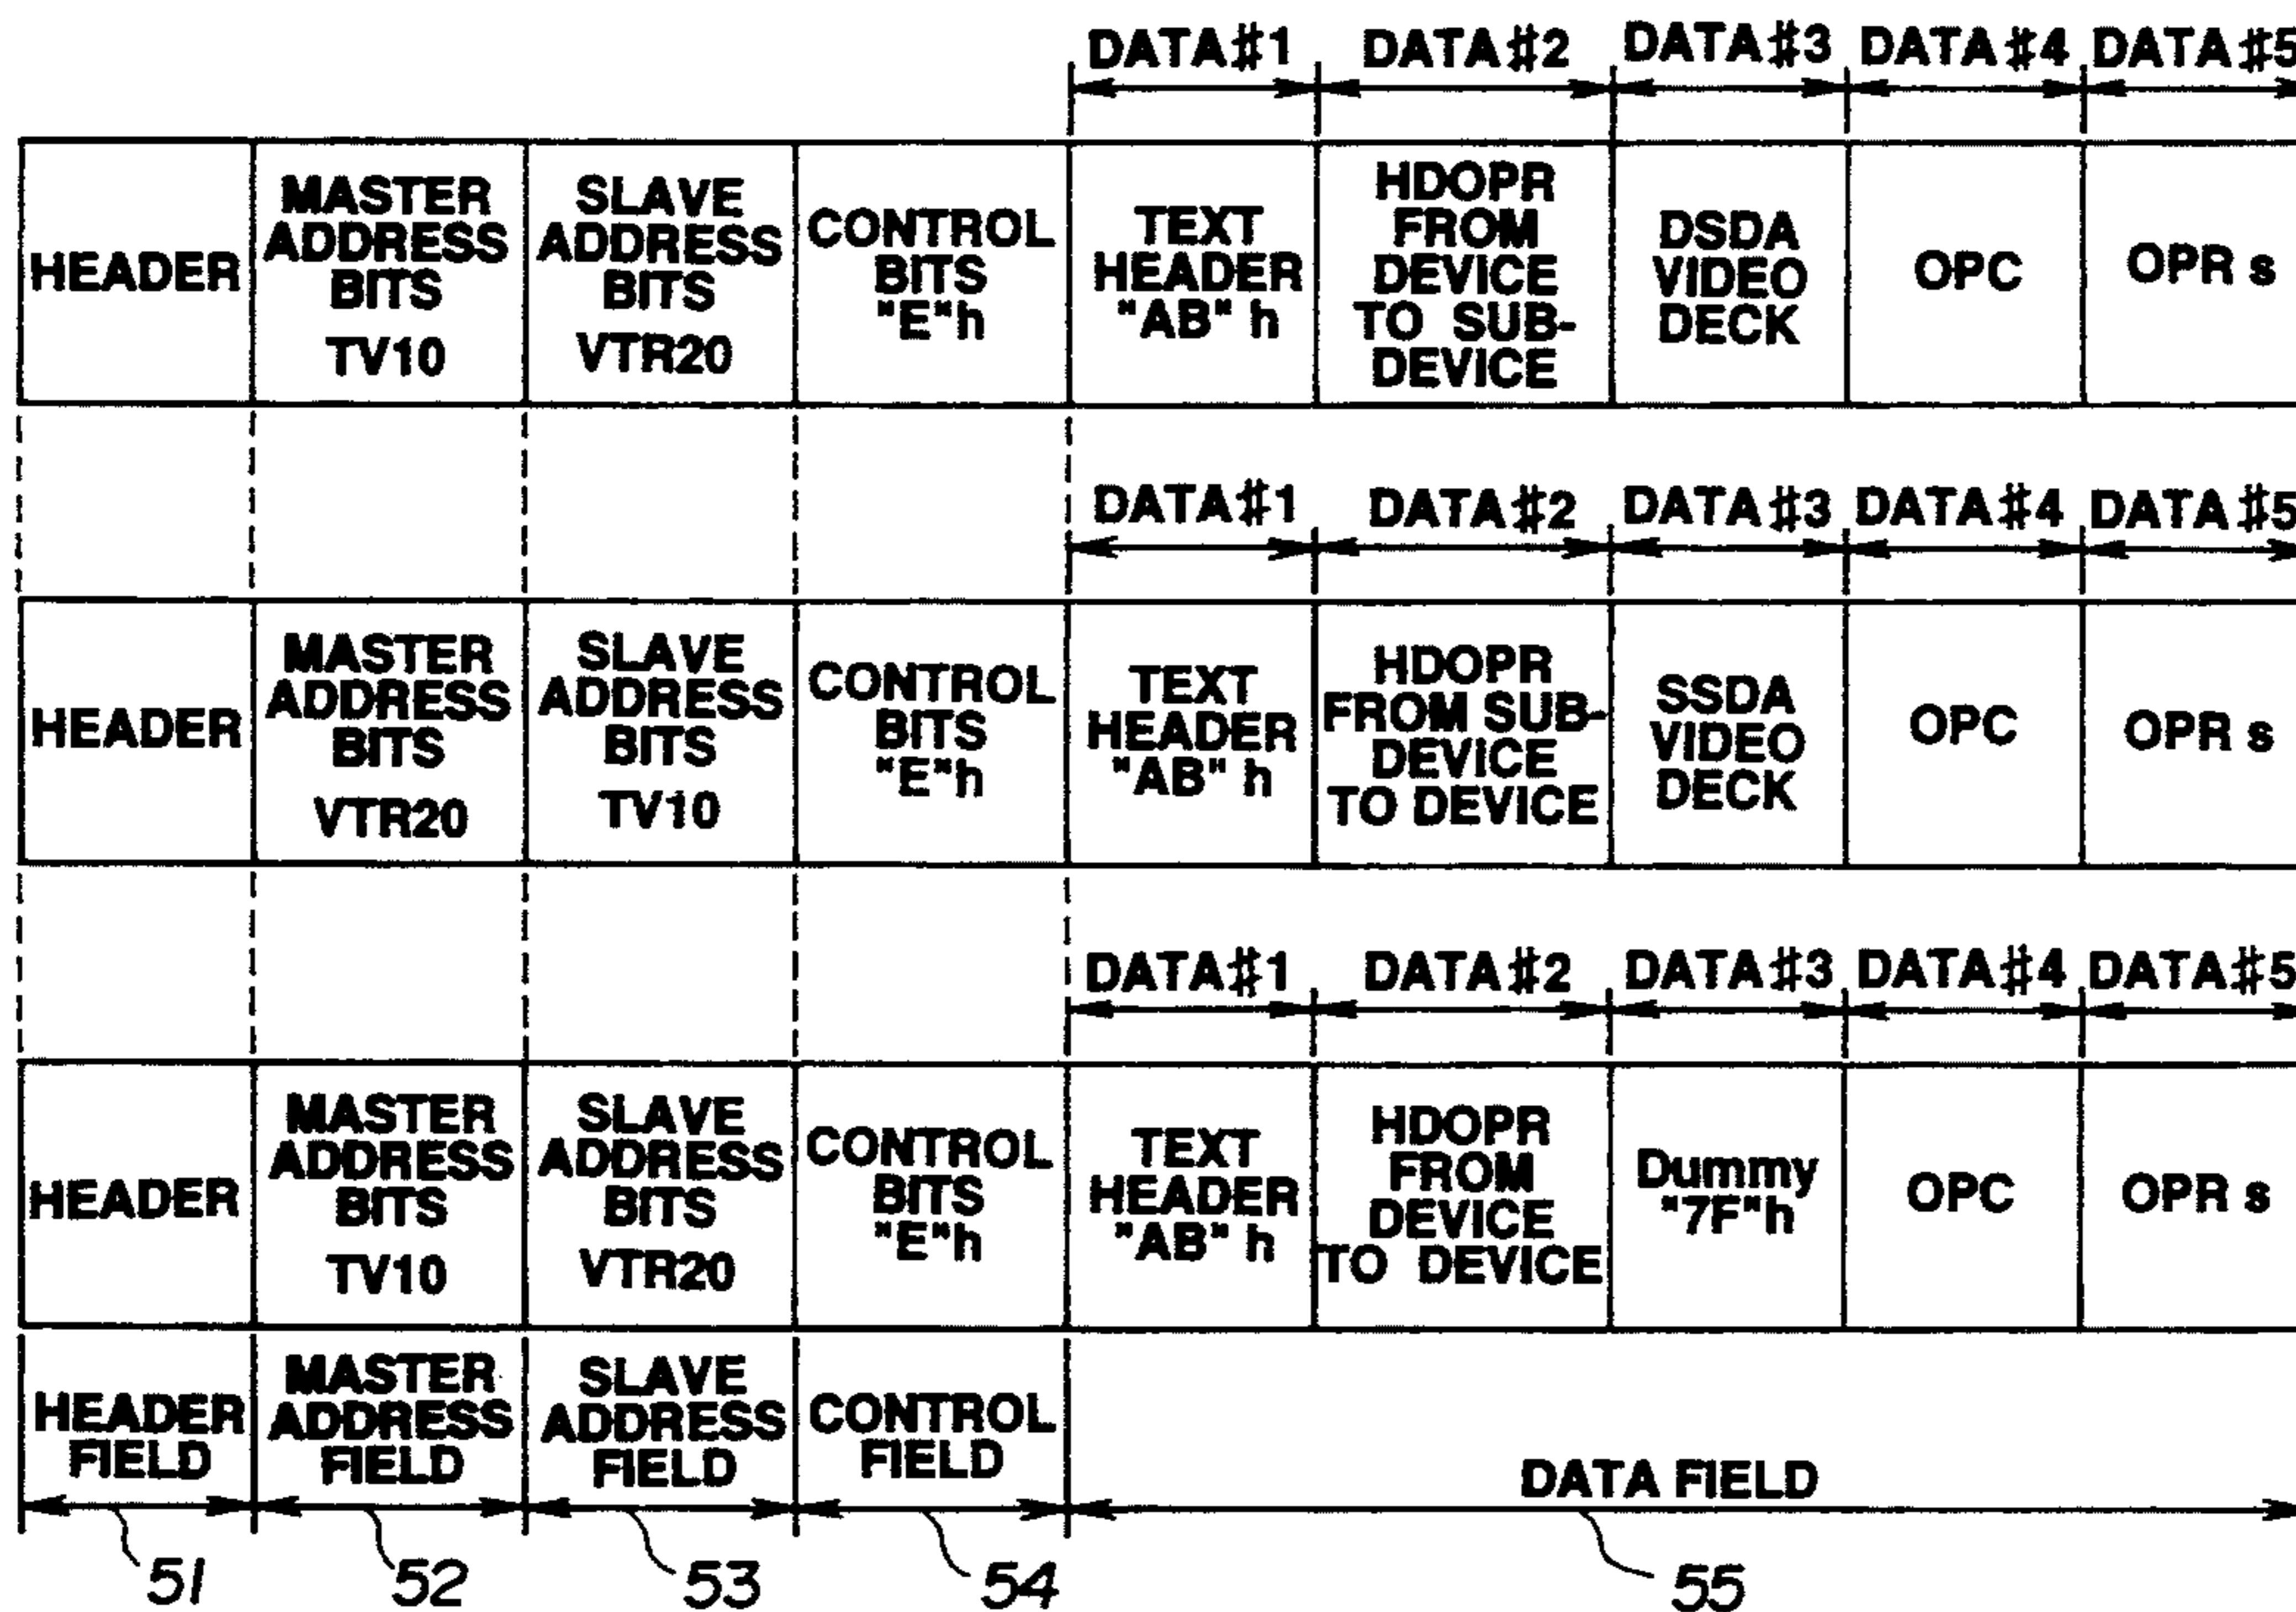 DATA#1 DATA#2 DATA#3 DATA#4 DATA#5
HEADER
MASTER
ADDRESS
BITS
TV10
SLAVE
ADDRESS
BITS
VTR20
CONTROL
BITS
"E"h
TEXT
HEADER
"AB" h
HDOPR
FROM
DEVICE
TO SUB-
DEVICE
DSDA
VIDEO
DECK
OPC
OPR s
DATA#1 DATA#2 DATA#3 DATA#4 DATA#5
HEADER
MASTER
ADDRESS
BITS
VTR20
SLAVE
ADDRESS
BITS
TV10
CONTROL
BITS
"E"h
TEXT
HEADER
"AB" h
HDOPR
FROM SUB-
DEVICE
TO DEVICE
SSDA
VIDEO
DECK
OPC
OPR s
DATA#1 DATA#2 DATA#3 DATA#4 DATA#5
HEADER
MASTER
ADDRESS
BITS
TV10
SLAVE
ADDRESS
BITS
VTR20
CONTROL
BITS
"E"h
TEXT
HEADER
"AB" h
HDOPR
FROM
DEVICE
TO DEVICE
Dummy
"7F"h
OPC
OPR s
HEADER
FIELD
MASTER
ADDRESS
FIELD
SLAVE
ADDRESS
FIELD
CONTROL
FIELD
DATA FIELD
51 52 53 54 55